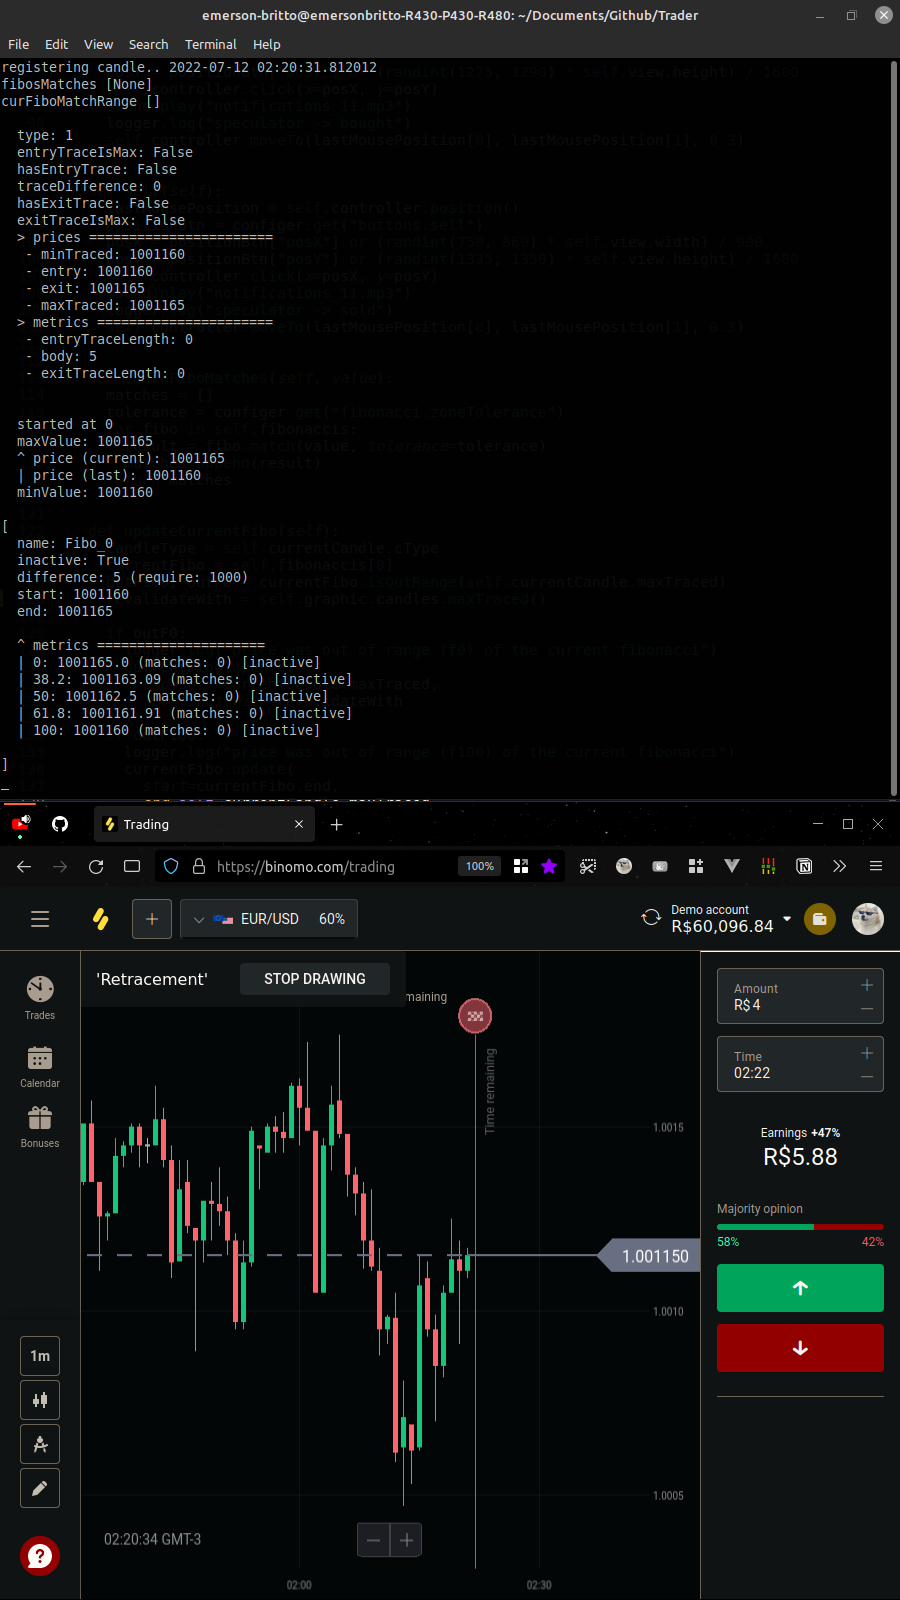 emerson-britto@emersonbritto-R430-P430-R480: ~/Documents/Github/Trader
File Edit View Search Terminal Help
registering candle.. 2022-07-12 02:20:31.812012
fibosMatches [None]
curFiboMatchRange []
type: 1
entryTraceIsMax: False
hasEntryTrace: False
traceDifference: 0
hasExitTrace: False
exitTraceIsMax: False
> prices =======================
- minTraced: 1001160
- entry: 1001160
- exit: 1001165
- maxTraced: 1001165
> metrics ======================
- entryTraceLength: 0
- body: 5
- exitTraceLength: 0
started at 0
maxValue: 1001165
^ price (current): 1001165
| price (last): 1001160
minValue: 1001160
[
name: Fibo_0
inactive: True
difference: 5 (require: 1000)
start: 1001160
end: 1001165
^ metrics =====================
| 0: 1001165.0 (matches: 0) [inactive]
| 38.2: 1001163.09 (matches: 0) [inactive]
| 50: 1001162.5 (matches: 0) [inactive]
| 61.8: 1001161.91 (matches: 0) [inactive]
| 100: 1001160 (matches: 0) [inactive]
]
Trading
https://binomo.com/trading 100%
EUR/USD 60%
Demo account
R$60,096.84
'Retracement' STOP DRAWING
maining
Trades
Calendar
Bonuses
Time remaining
1.0015
1.001150
1.0010
1.0005
1m
02:20:34 GMT-3
02:00 02:30
Amount
R$4
Time
02:22
Earnings +47%
R$5.88
Majority opinion
58% 42%